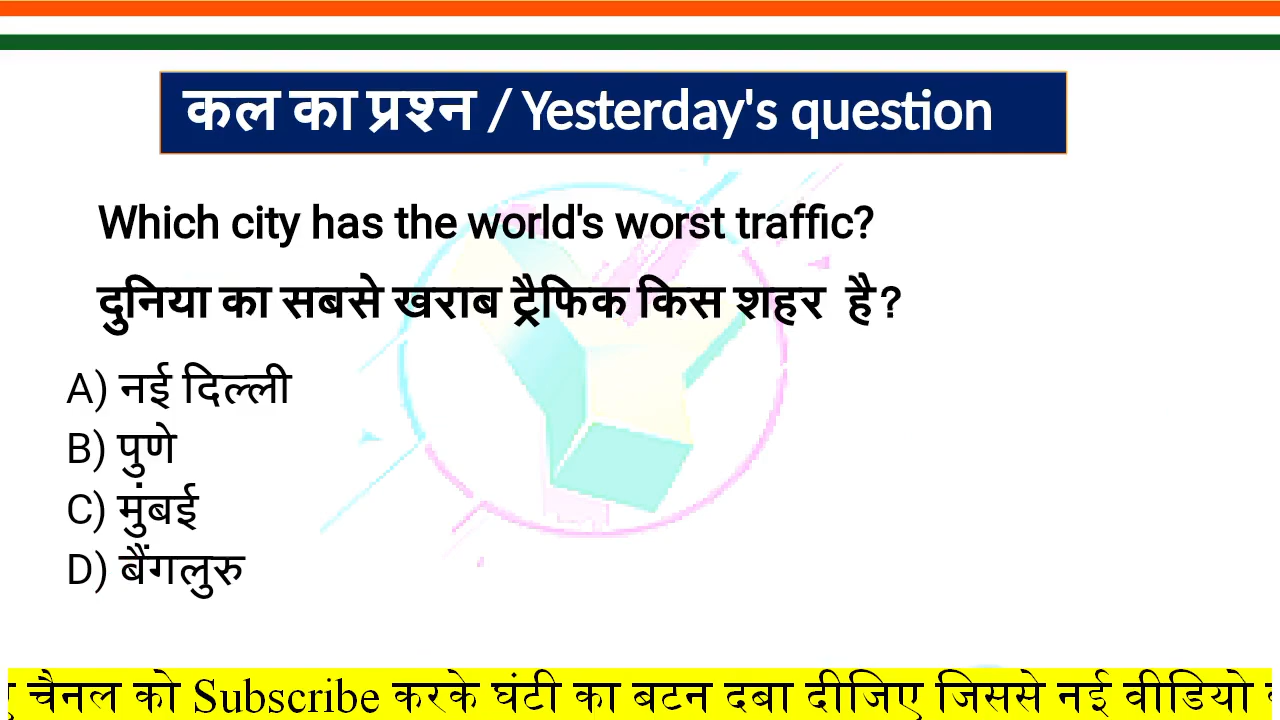 कल का प्रश्न / Yesterday's question
Which city has the world's worst traffic?
दुनिया का सबसे खराब ट्रैफिक किस शहर है?
A) नई दिल्ली
B) पुणे
C) मुंबई
D) बैंगलुरु
चैनल को Subscribe करके घंटी का बटन दबा दीजिए जिससे नई वीडियो